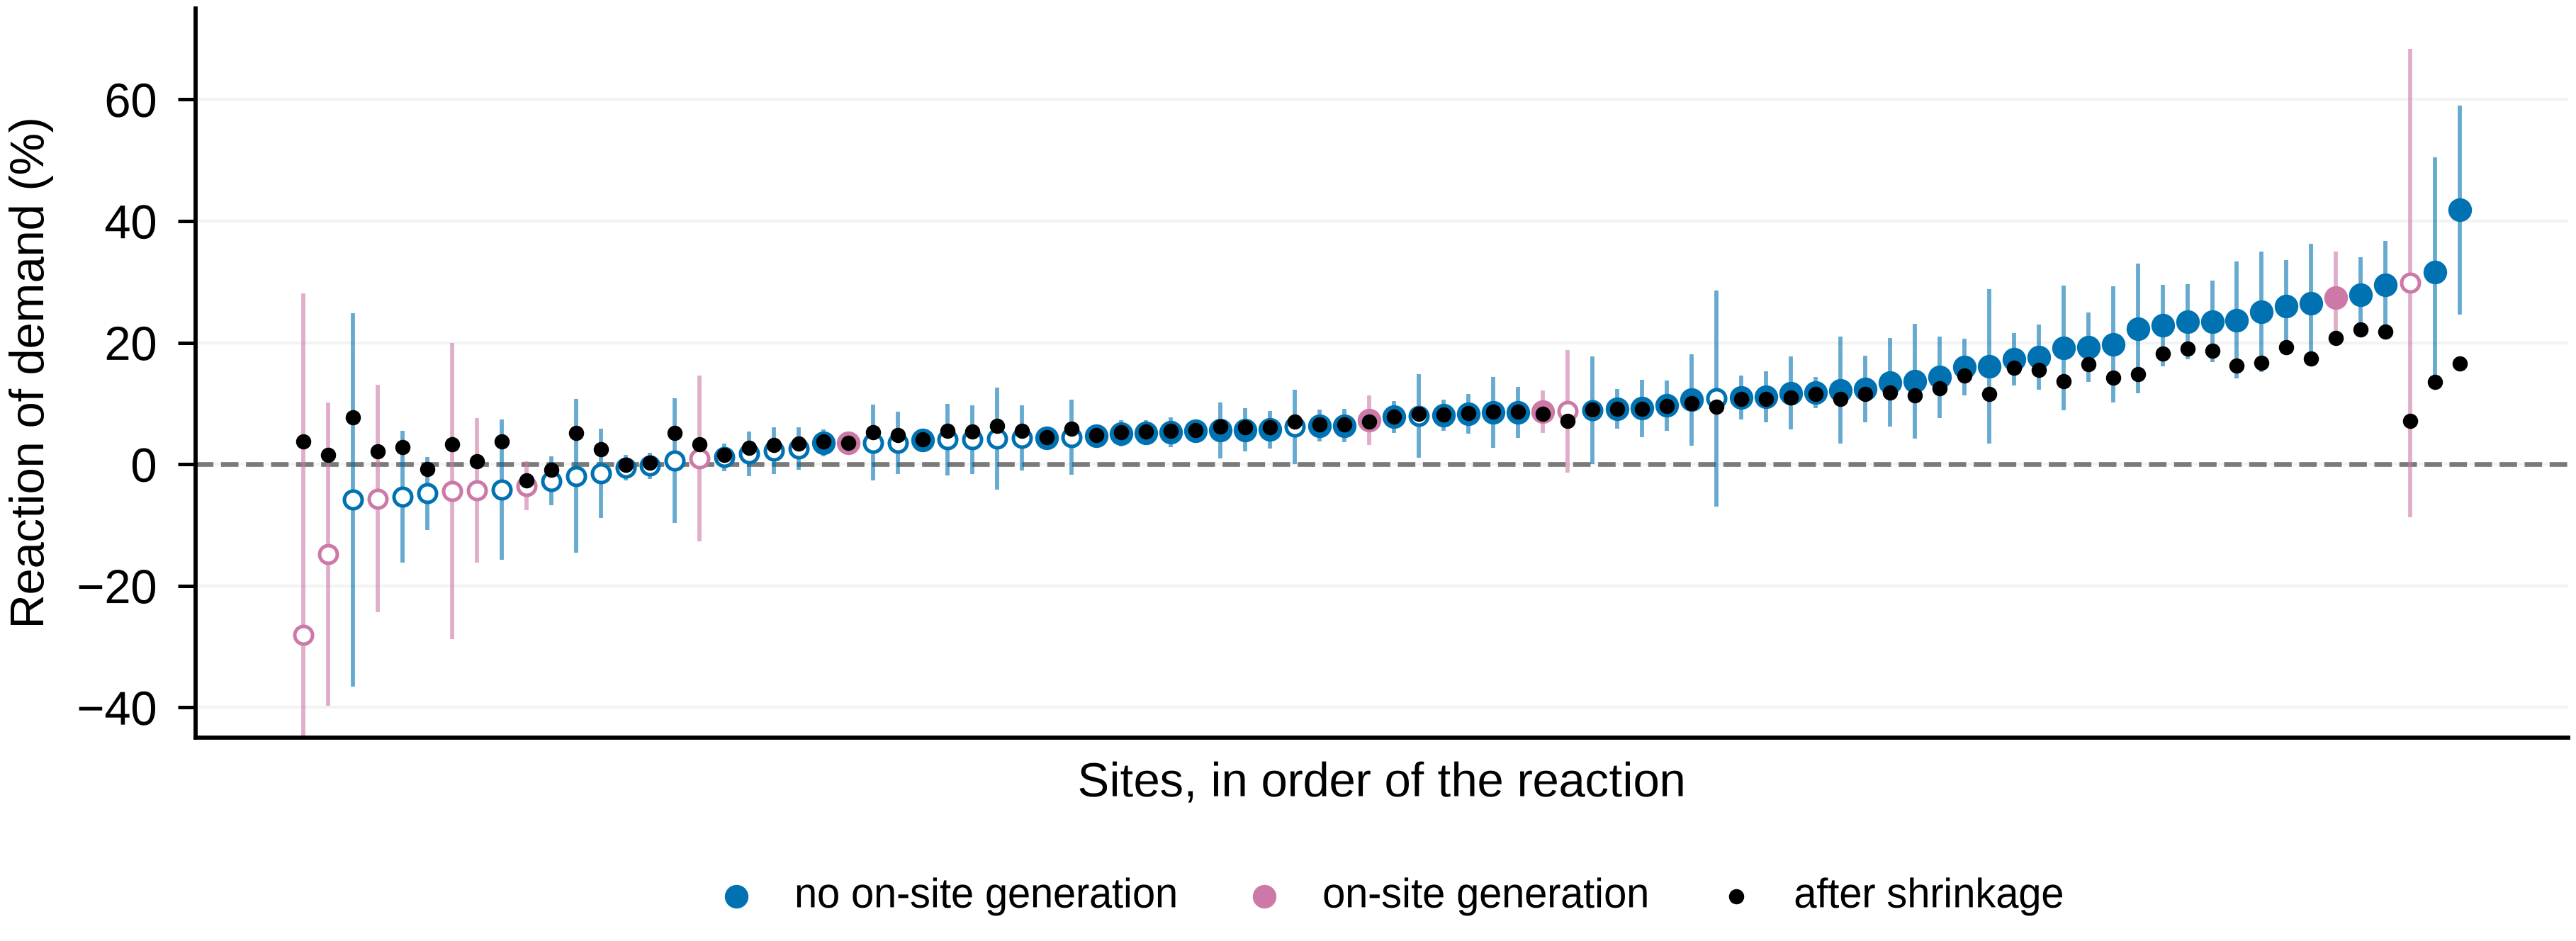 Reaction of demand (%)
60
40
20
0
−20
−40
Sites, in order of the reaction
no on-site generation
on-site generation
after shrinkage